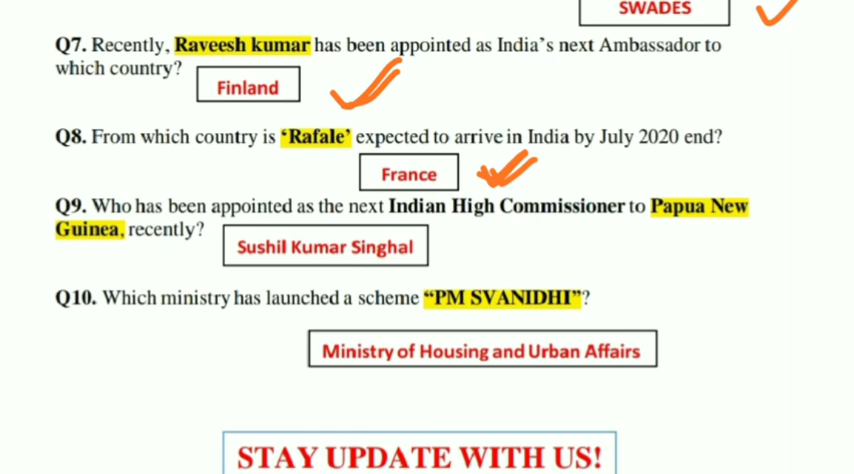 SWADES
Q7. Recently, Raveesh kumar has been appointed as India’s next Ambassador to
which country?
Finland
Q8. From which country is ‘Rafale’ expected to arrive in India by July 2020 end?
France
Q9. Who has been appointed as the next Indian High Commissioner to Papua New
Guinea, recently?
Sushil Kumar Singhal
Q10. Which ministry has launched a scheme “PM SVANIDHI”?
Ministry of Housing and Urban Affairs
STAY UPDATE WITH US!